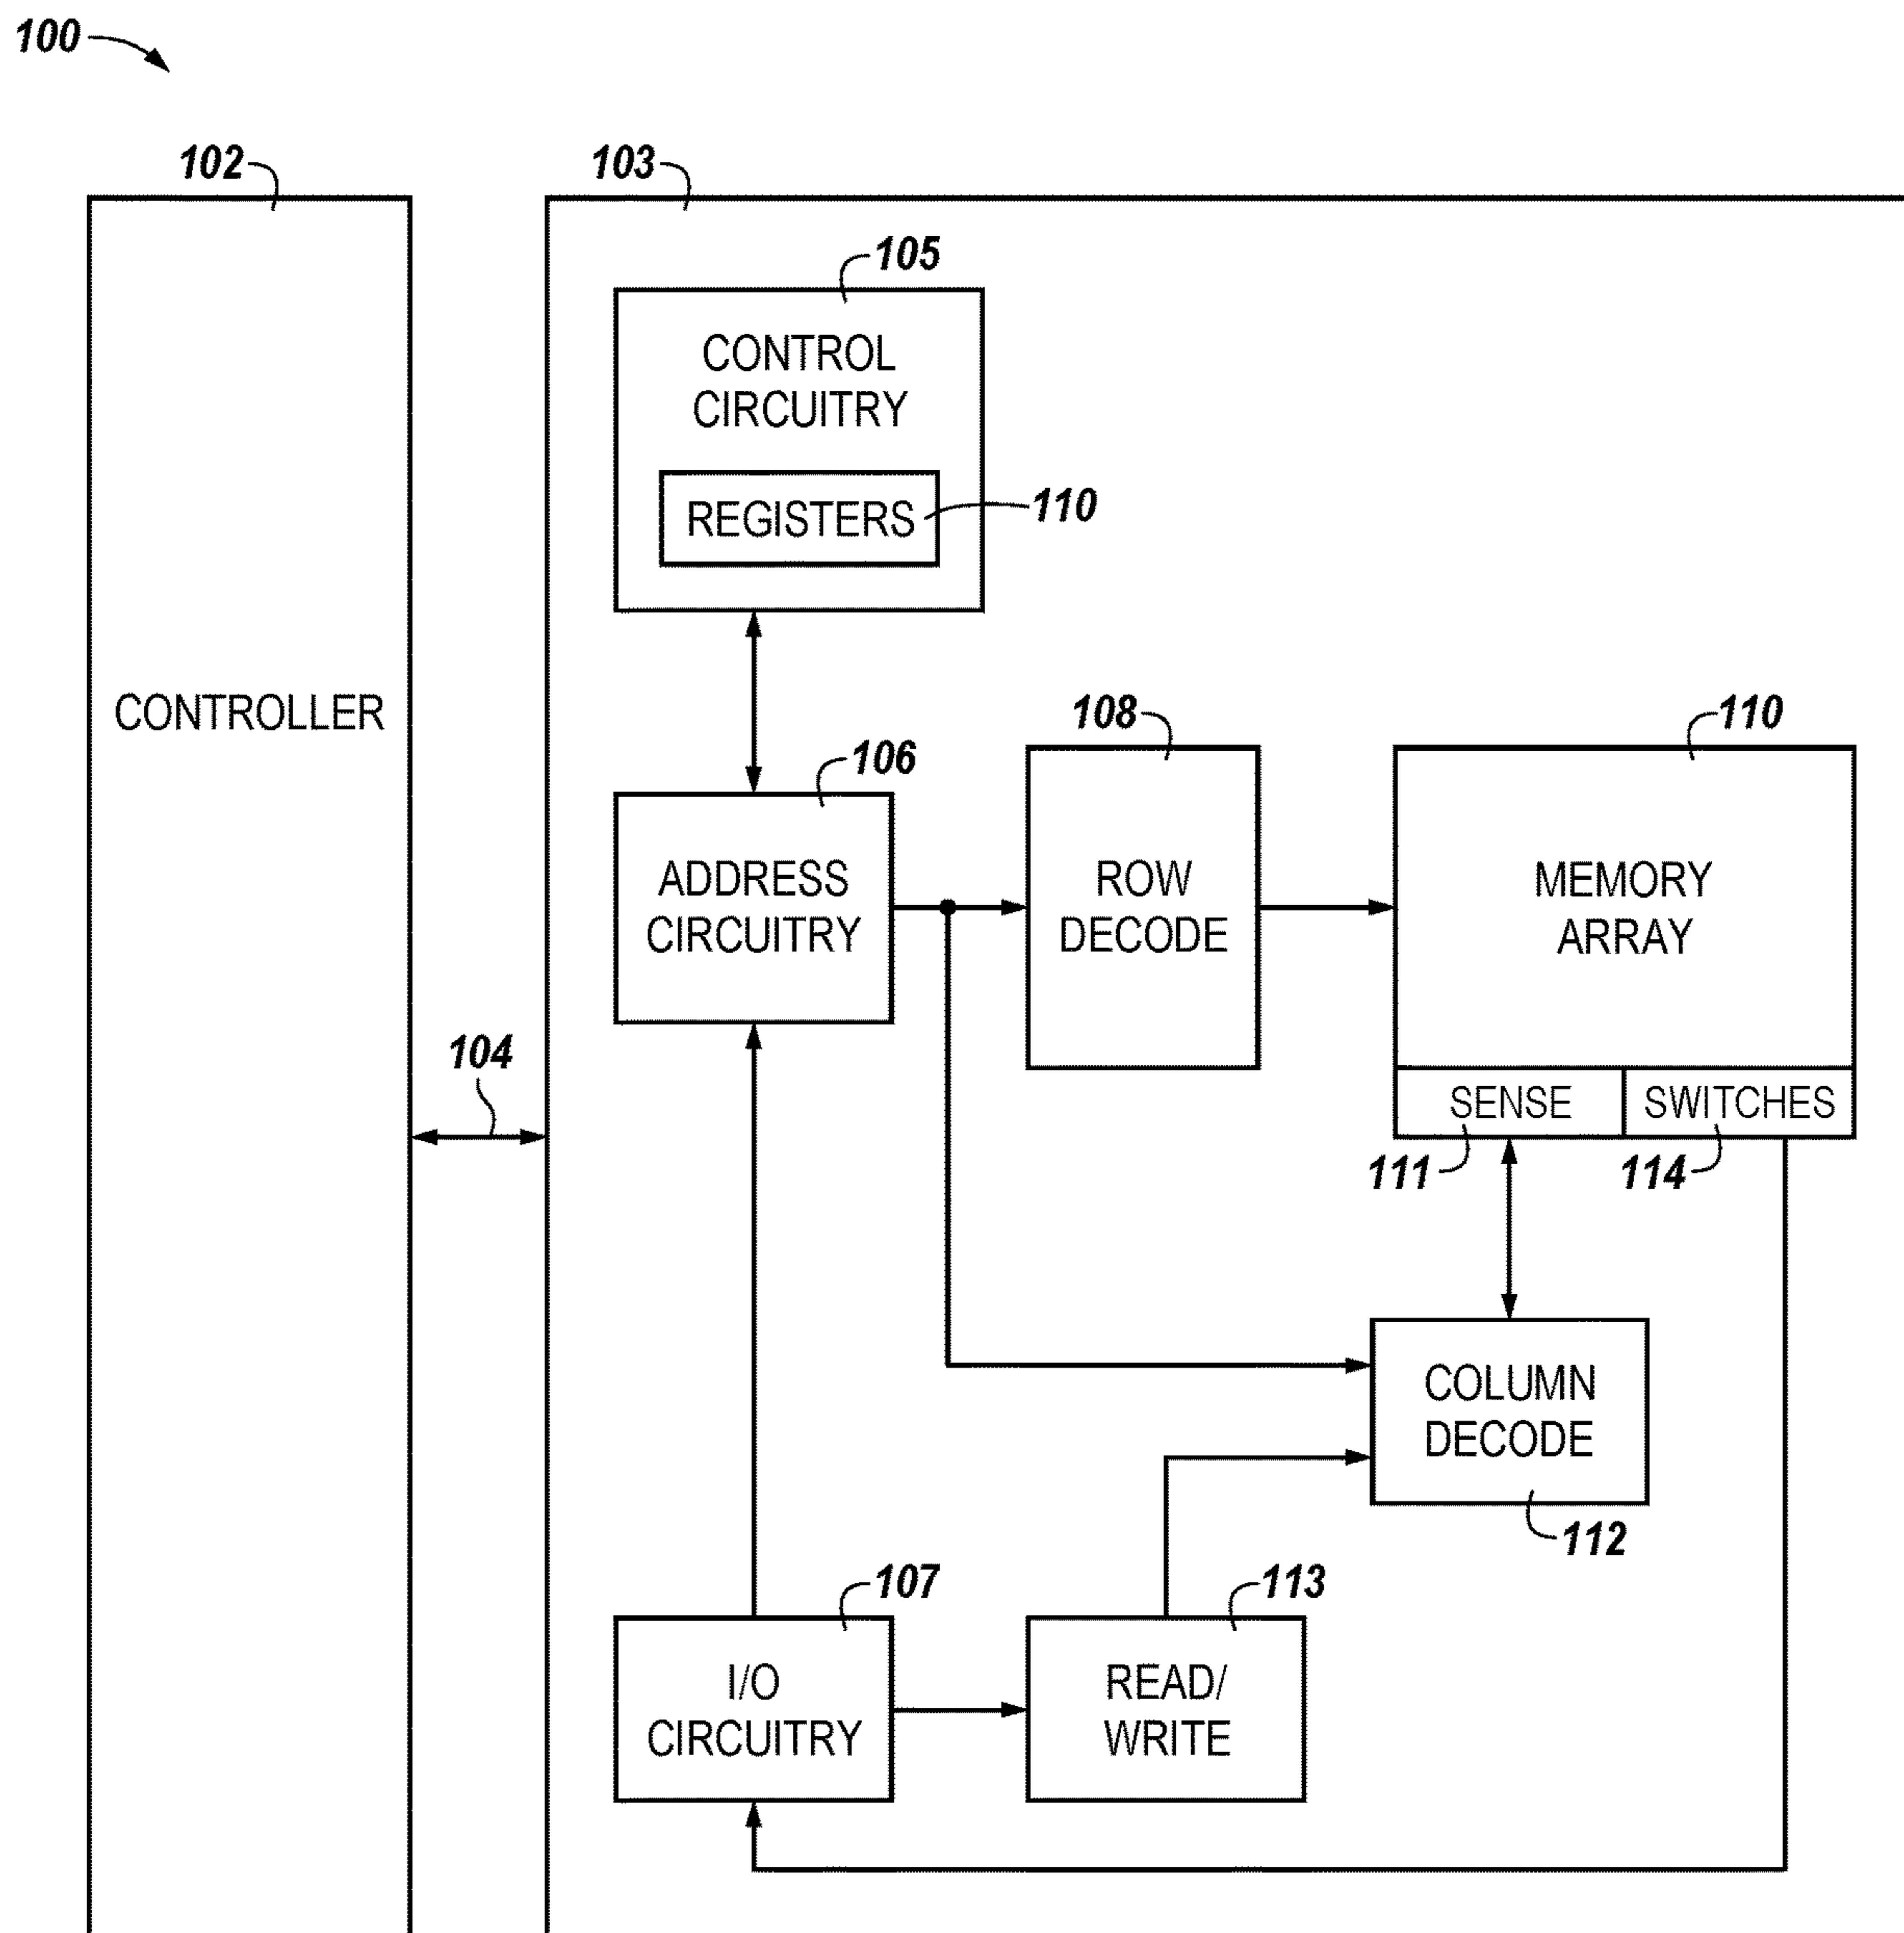 100
102
103
105
CONTROL
CIRCUITRY
REGISTERS
110
CONTROLLER
108
110
106
ADDRESS
CIRCUITRY
ROW
DECODE
MEMORY
ARRAY
104
SENSE
SWITCHES
111
114
COLUMN
DECODE
112
107
113
I/O
CIRCUITRY
READ/
WRITE